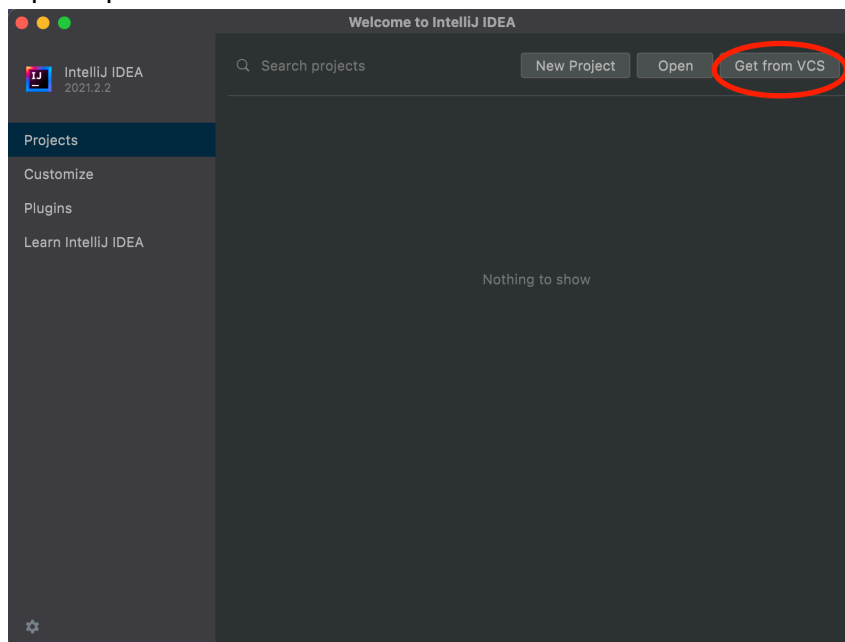 Welcome to IntelliJ IDEA
IJ
IntelliJ IDEA
2021.2.2
Search projects
New Project
Open
Get from VCS
Projects
Customize
Plugins
Learn IntelliJ IDEA
Nothing to show